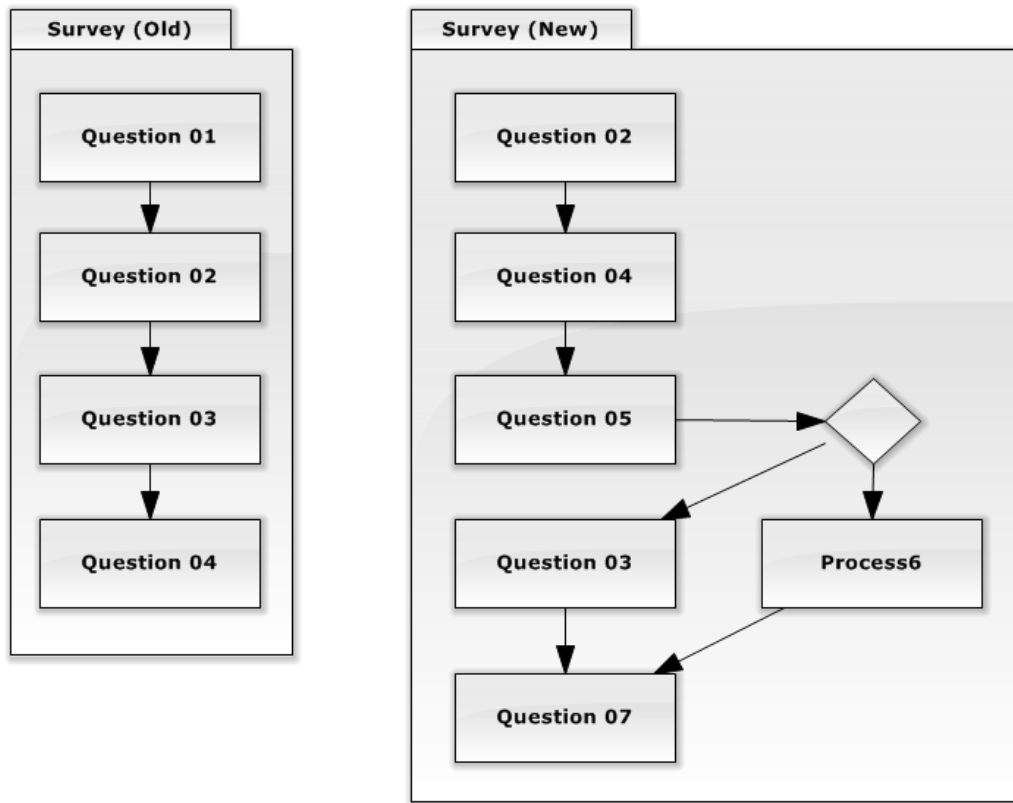 Survey (Old)
Question 01
Question 02
Question 03
Question 04
Survey (New)
Question 02
Question 04
Question 05
Question 03
Process6
Question 07